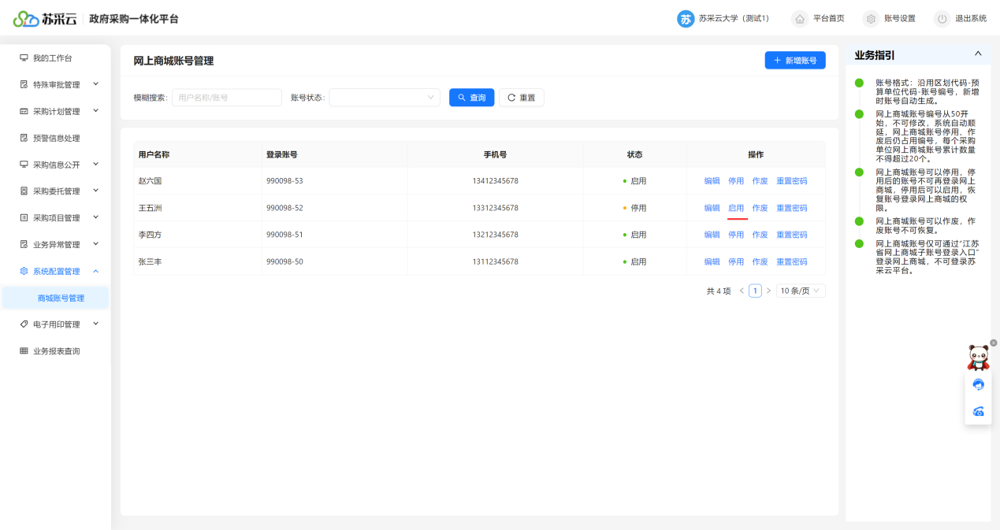 苏采云 政府采购一体化平台
苏 苏采云大学（测试1） 平台首页 账号设置 退出系统
我的工作台
特殊审批管理
采购计划管理
预警信息处理
采购信息公开
采购委托管理
采购项目管理
业务异常管理
系统配置管理
商城账号管理
电子用印管理
业务报表查询
网上商城账号管理 + 新增账号
模糊搜索: 用户名称/账号 账号状态: 查询 重置
用户名称 登录账号 手机号 状态 操作
赵六国 990098-53 13412345678 启用 编辑 停用 作废 重置密码
王五洲 990098-52 13312345678 停用 编辑 启用 作废 重置密码
李四方 990098-51 13212345678 启用 编辑 停用 作废 重置密码
张三丰 990098-50 13112345678 启用 编辑 停用 作废 重置密码
共 4 项 < 1 > 10 条/页
业务指引
账号格式：沿用区划代码-预
算单位代码-账号编号，新增
时账号自动生成。
网上商城账号编号从50开
始，不可修改，系统自动顺
延，网上商城账号停用、作
废后仍占用编号，每个采购
单位网上商城账号累计数量
不得超过20个。
网上商城账号可以停用，停
用后的账号不可再登录网上
商城，停用后可以启用，恢
复账号登录网上商城的权
限。
网上商城账号可以作废，作
废账号不可恢复。
网上商城账号仅可通过“江苏
省网上商城子账号登录入口”
登录网上商城，不可登录苏
采云平台。